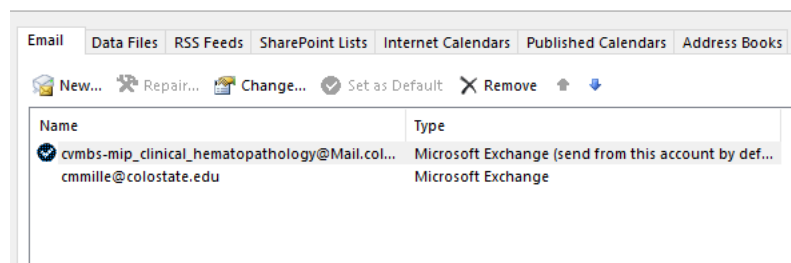 Email Data Files RSS Feeds SharePoint Lists Internet Calendars Published Calendars Address Books
New... Repair... Change... Set as Default Remove
Name Type
cvmbs-mip_clinical_hematopathology@Mail.col... Microsoft Exchange (send from this account by def...
cmmille@colostate.edu Microsoft Exchange